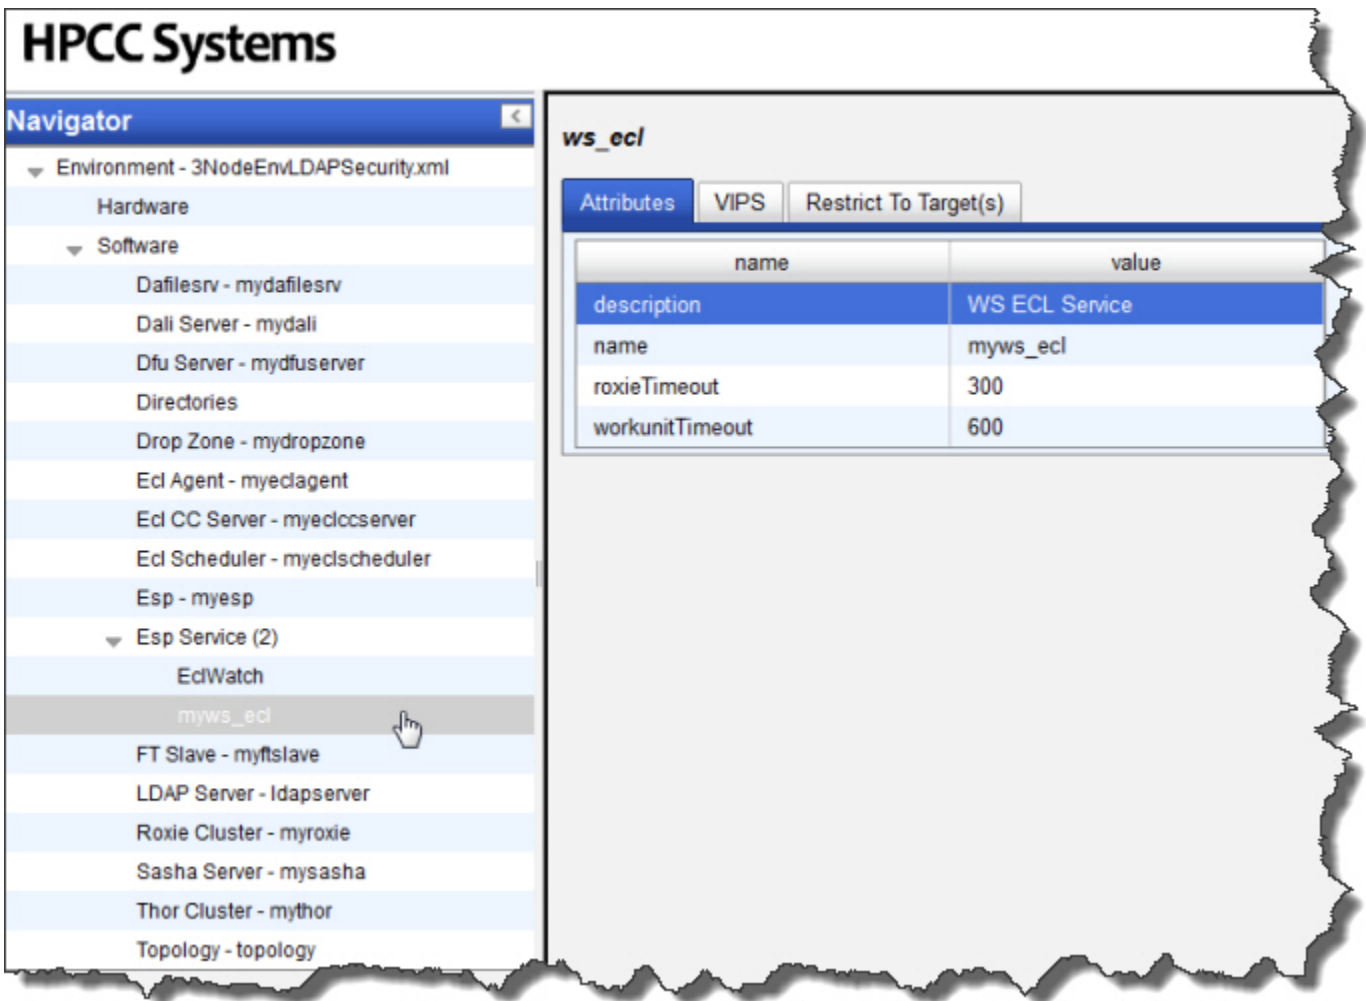 HPCC Systems
Navigator
Environment - 3NodeEnvLDAPSecurity.xml
Hardware
Software
Dafilesrv - mydafilesrv
Dali Server - mydali
Dfu Server - mydfuserver
Directories
Drop Zone - mydropzone
Ecl Agent - myeclagent
Ecl CC Server - myeclccserver
Ecl Scheduler - myeclscheduler
Esp - myesp
Esp Service (2)
EclWatch
myws_ecl
FT Slave - myftslave
LDAP Server - ldapserver
Roxie Cluster - myroxie
Sasha Server - mysasha
Thor Cluster - mythor
Topology - topology
ws_ecl
Attributes VIPS Restrict To Target(s)
name value
description WS ECL Service
name myws_ecl
roxieTimeout 300
workunitTimeout 600